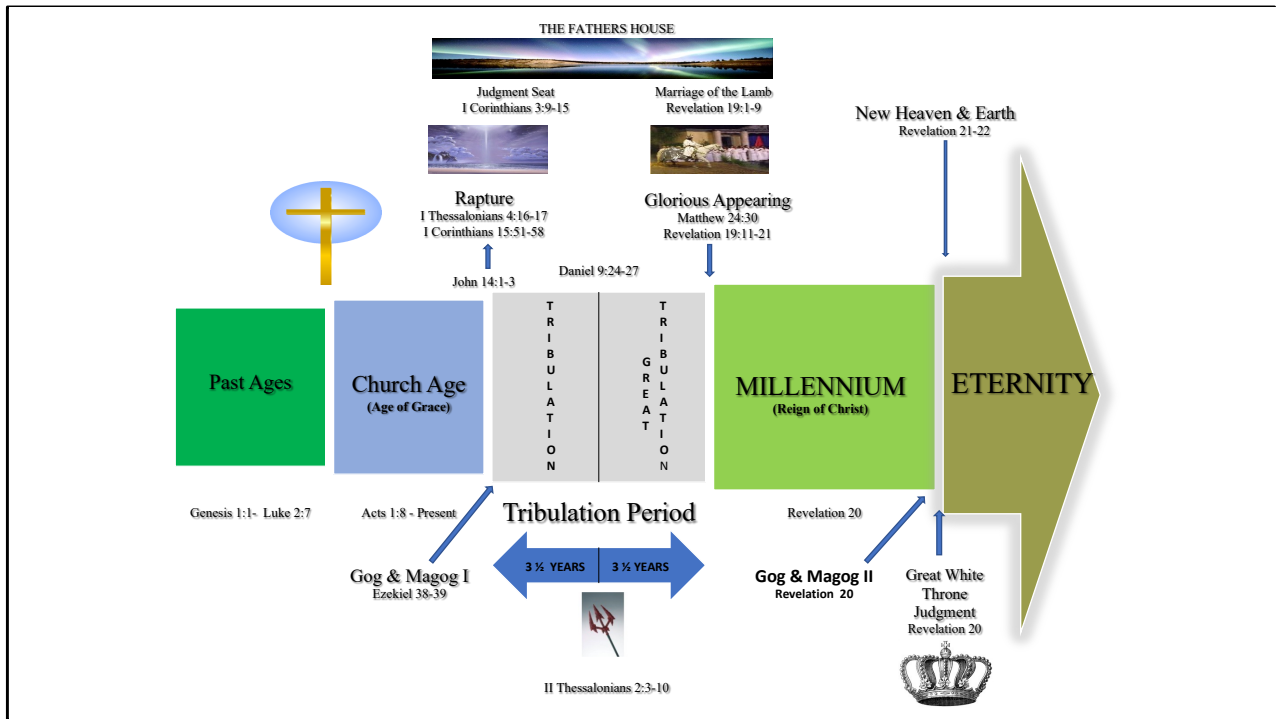 THE FATHERS HOUSE
Judgment Seat
I Corinthians 3:9-15
Marriage of the Lamb
Revelation 19:1-9
New Heaven & Earth
Revelation 21-22
Rapture
I Thessalonians 4:16-17
I Corinthians 15:51-58
Glorious Appearing
Matthew 24:30
Revelation 19:11-21
John 14:1-3
Daniel 9:24-27
Past Ages
Church Age
(Age of Grace)
TRIBULATION
GREAT
TRIBULATION
MILLENNIUM
(Reign of Christ)
ETERNITY
Genesis 1:1- Luke 2:7
Acts 1:8 - Present
Tribulation Period
Revelation 20
3 ½ YEARS
3 ½ YEARS
Gog & Magog I
Ezekiel 38-39
Gog & Magog II
Revelation 20
Great White
Throne
Judgment
Revelation 20
II Thessalonians 2:3-10